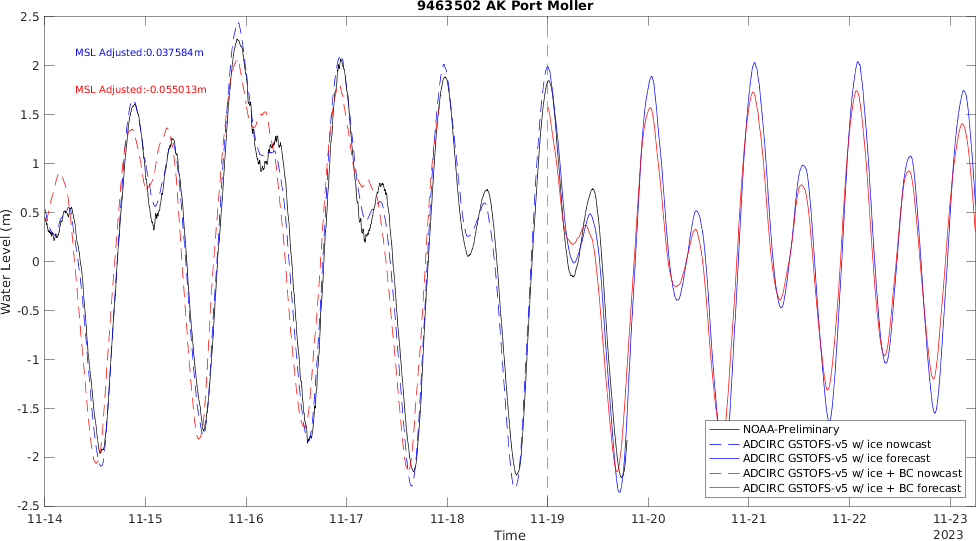 9463502 AK Port Moller
MSL Adjusted:0.037584m
MSL Adjusted:-0.055013m
Water Level (m)
2.5
2
1.5
1
0.5
0
-0.5
-1
-1.5
-2
-2.5
NOAA-Preliminary
ADCIRC GSTOFS-v5 w/ ice nowcast
ADCIRC GSTOFS-v5 w/ ice forecast
ADCIRC GSTOFS-v5 w/ ice + BC nowcast
ADCIRC GSTOFS-v5 w/ ice + BC forecast
11-14 11-15 11-16 11-17 11-18 11-19 11-20 11-21 11-22 11-23
Time
2023